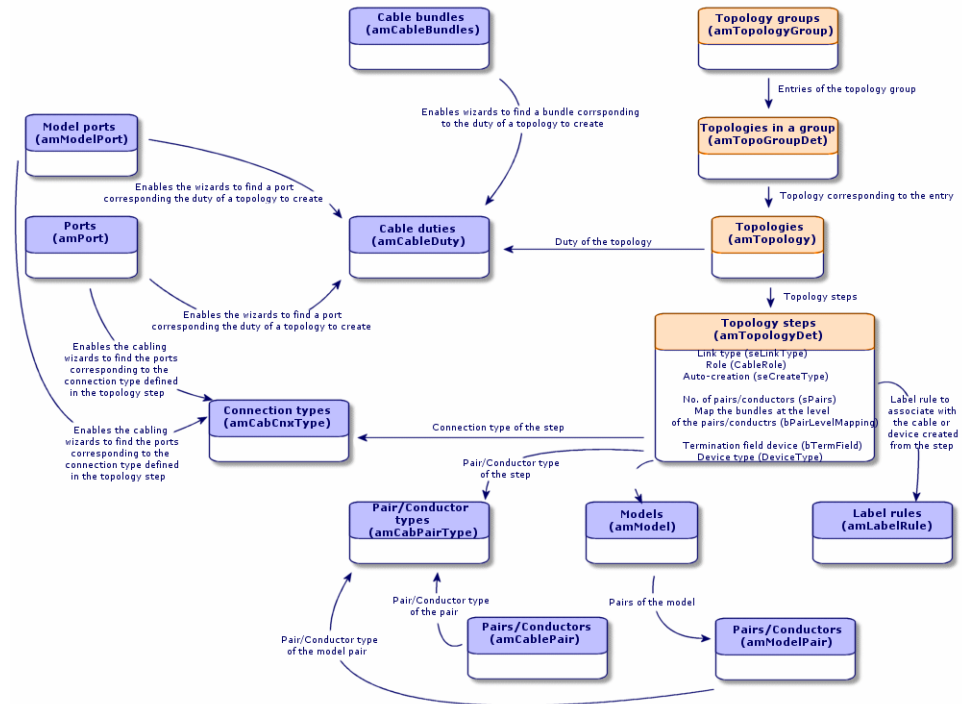 Cable bundles
(amCableBundles)
Topology groups
(amTopologyGroup)
Entries of the topology group
Enables wizards to find a bundle corrsponding
to the duty of a topology to create
Model ports
(amModelPort)
Topologies in a group
(amTopoGroupDet)
Enables the wizards to find a port
corresponding the duty of a topology to create
Topology corresponding to the entry
Ports
(amPort)
Cable duties
(amCableDuty)
Topologies
(amTopology)
Duty of the topology
Topology steps
Enables the wizards to find a port
corresponding the duty of a topology to create
Topology steps
(amTopologyDet)
Link type (seLinkType)
Role (CableRole)
Auto-creation (seCreateType)
No. of pairs/conductors (sPairs)
Map the bundles at the level
of the pairs/conductrs (bPairLevelMapping)
Termination field device (bTermField)
Device type (DeviceType)
Enables the cabling
wizards to find the ports
corresponding to the
connection type defined
in the topology step
Label rule to
associate with
the cable or
device created
from the step
Connection types
(amCabCnxType)
Connection type of the step
Enables the cabling
wizards to find the ports
corresponding to the
connection type defined
in the topology step
Pair/Conductor type
of the step
Pair/Conductor
types
(amCabPairType)
Models
(amModel)
Label rules
(amLabelRule)
Pair/Conductor type
of the pair
Pairs of the model
Pair/Conductor type
of the model pair
Pairs/Conductors
(amCablePair)
Pairs/Conductors
(amModelPair)